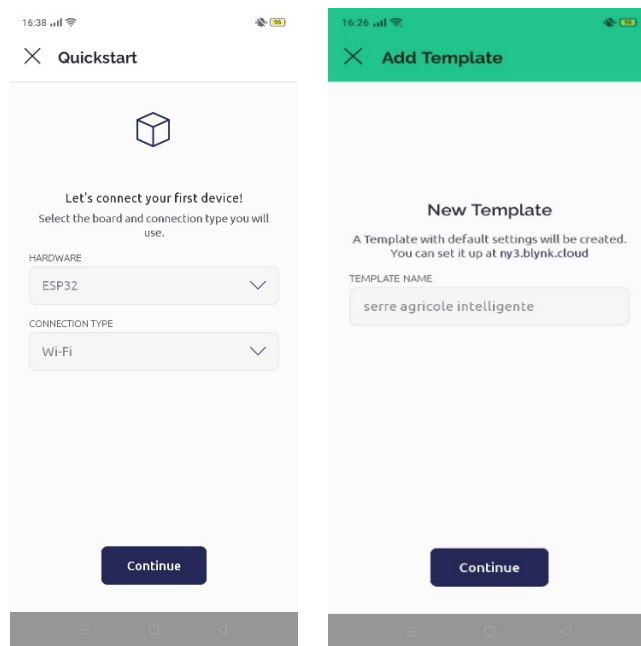 16:38
96
Quickstart
Let's connect your first device!
Select the board and connection type you will
use.
HARDWARE
ESP32
CONNECTION TYPE
Wi-Fi
Continue
16:26
96
Add Template
New Template
A Template with default settings will be created.
You can set it up at ny3.blynk.cloud
TEMPLATE NAME
serre agricole intelligente
Continue